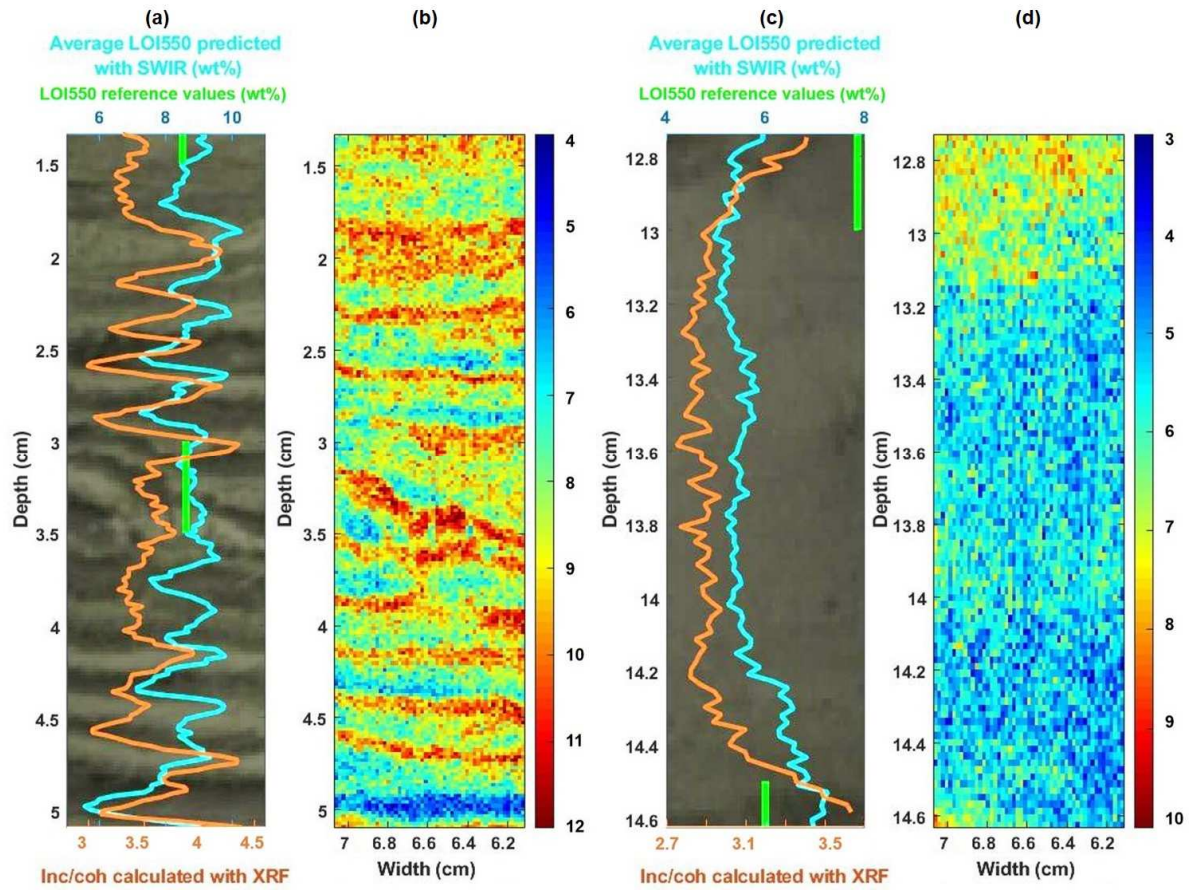 (a)
(b)
(c)
(d)
Average LOI550 predicted
with SWIR (wt%)
LOI550 reference values (wt%)
6 8 10
Average LOI550 predicted
with SWIR (wt%)
LOI550 reference values (wt%)
4 6 8
Depth (cm)
1.5
2
2.5
3
3.5
4
4.5
5
3 3.5 4 4.5
Inc/coh calculated with XRF
Depth (cm)
1.5
2
2.5
3
3.5
4
4.5
5
7 6.8 6.6 6.4 6.2
Width (cm)
4
5
6
7
8
9
10
11
12
Depth (cm)
12.8
13
13.2
13.4
13.6
13.8
14
14.2
14.4
14.6
2.7 3.1 3.5
Inc/coh calculated with XRF
Depth (cm)
12.8
13
13.2
13.4
13.6
13.8
14
14.2
14.4
14.6
7 6.8 6.6 6.4 6.2
Width (cm)
3
4
5
6
7
8
9
10